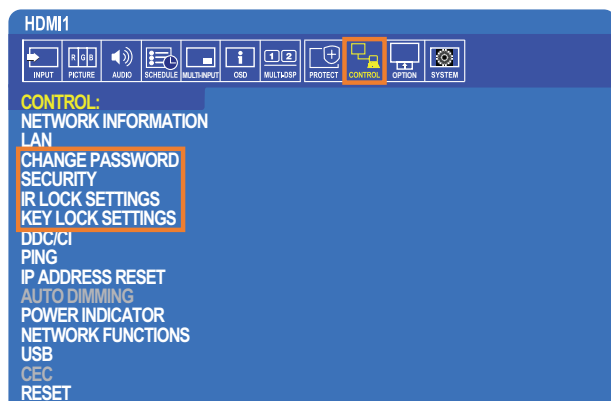 HDMI1
R G B
1 2
INPUT PICTURE AUDIO SCHEDULE MULTI-INPUT OSD MULTI-DSP PROTECT CONTROL OPTION SYSTEM
CONTROL:
NETWORK INFORMATION
LAN
CHANGE PASSWORD
SECURITY
IR LOCK SETTINGS
KEY LOCK SETTINGS
DDC/CI
PING
IP ADDRESS RESET
AUTO DIMMING
POWER INDICATOR
NETWORK FUNCTIONS
USB
CEC
RESET